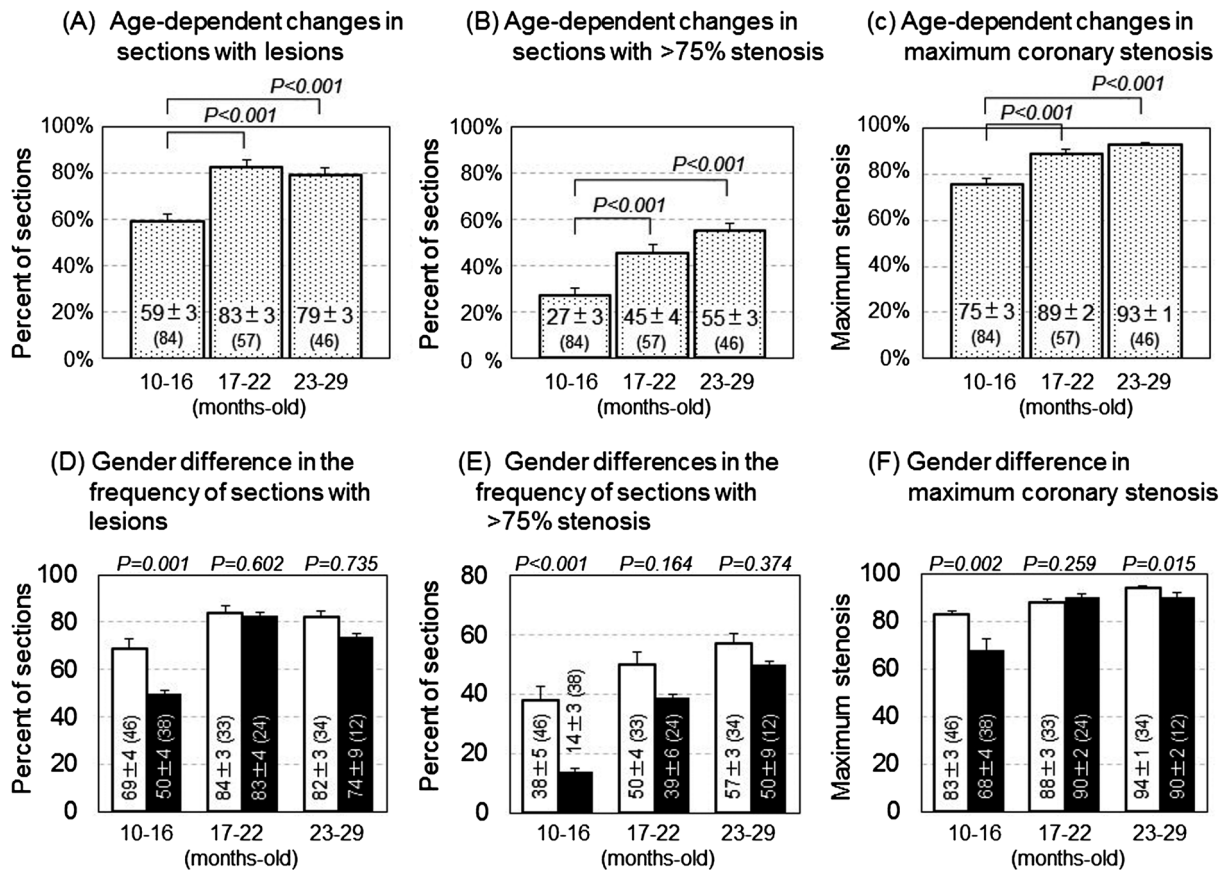 (A) Age-dependent changes in
sections with lesions
P<0.001
P<0.001
100%
80%
60%
40%
20%
0%
Percent of sections
59±3
(84)
83±3
(57)
79±3
(46)
10-16 17-22 23-29
(months-old)
(B) Age-dependent changes in
sections with >75% stenosis
P<0.001
P<0.001
100%
80%
60%
40%
20%
0 %
Percent of sections
27±3
(84)
45±4
(57)
55±3
(46)
10-16 17-22 23-29
(months-old)
(c) Age-dependent changes in
maximum coronary stenosis
P<0.001
P<0.001
100%
80%
60%
40%
20%
0%
Maximum stenosis
75±3
(84)
89±2
(57)
93±1
(46)
10-16 17-22 23-29
(months-old)
(D) Gender difference in the
frequency of sections with
lesions
P=0.001 P=0.602 P=0.735
100
80
60
40
20
0
Percent of sections
69±4 (46)
50±4 (38)
84±3 (33)
83±4 (24)
82±3 (34)
74±9 (12)
10-16 17-22 23-29
(months-old)
(E) Gender differences in the
frequency of sections with
>75% stenosis
P<0.001 P=0.164 P=0.374
80
60
40
20
0
Percent of sections
38±5 (46)
14±3 (38)
50±4 (33)
39±6 (24)
57±3 (34)
50±9 (12)
10-16 17-22 23-29
(months-old)
(F) Gender difference in
maximum coronary stenosis
P=0.002 P=0.259 P=0.015
100
80
60
40
20
0
Maximum stenosis
83±3 (46)
68±4 (38)
88±3 (33)
90±2 (24)
94±1 (34)
90±2 (12)
10-16 17-22 23-29
(months-old)